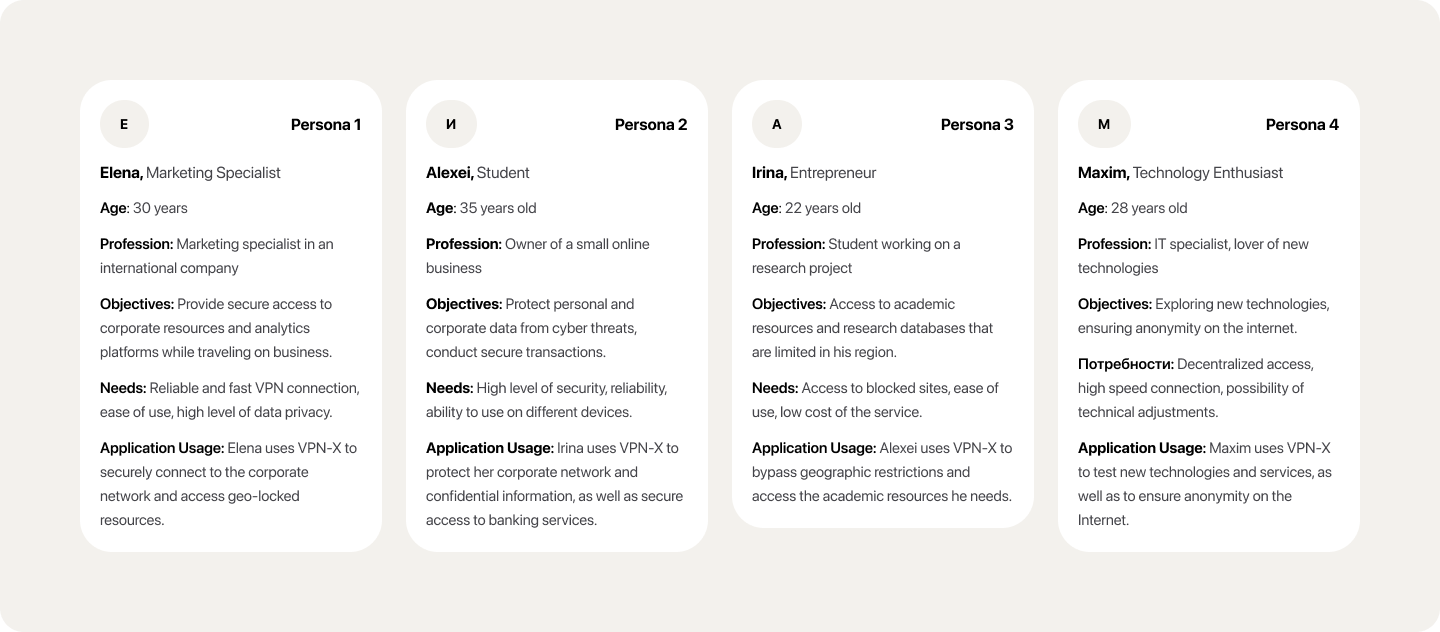 Е
Persona 1
Elena, Marketing Specialist
Age: 30 years
Profession: Marketing specialist in an
international company
Objectives: Provide secure access to
corporate resources and analytics
platforms while traveling on business.
Needs: Reliable and fast VPN connection,
ease of use, high level of data privacy.
Application Usage: Elena uses VPN-X to
securely connect to the corporate
network and access geo-locked
resources.
И
Persona 2
Alexei, Student
Age: 35 years old
Profession: Owner of a small online
business
Objectives: Protect personal and
corporate data from cyber threats,
conduct secure transactions.
Needs: High level of security, reliability,
ability to use on different devices.
Application Usage: Irina uses VPN-X to
protect her corporate network and
confidential information, as well as secure
access to banking services.
А
Persona 3
Irina, Entrepreneur
Age: 22 years old
Profession: Student working on a
research project
Objectives: Access to academic
resources and research databases that
are limited in his region.
Needs: Access to blocked sites, ease of
use, low cost of the service.
Application Usage: Alexei uses VPN-X to
bypass geographic restrictions and
access the academic resources he needs.
М
Persona 4
Maxim, Technology Enthusiast
Age: 28 years old
Profession: IT specialist, lover of new
technologies
Objectives: Exploring new technologies,
ensuring anonymity on the internet.
Потребности: Decentralized access,
high speed connection, possibility of
technical adjustments.
Application Usage: Maxim uses VPN-X
to test new technologies and services, as
well as to ensure anonymity on the
Internet.